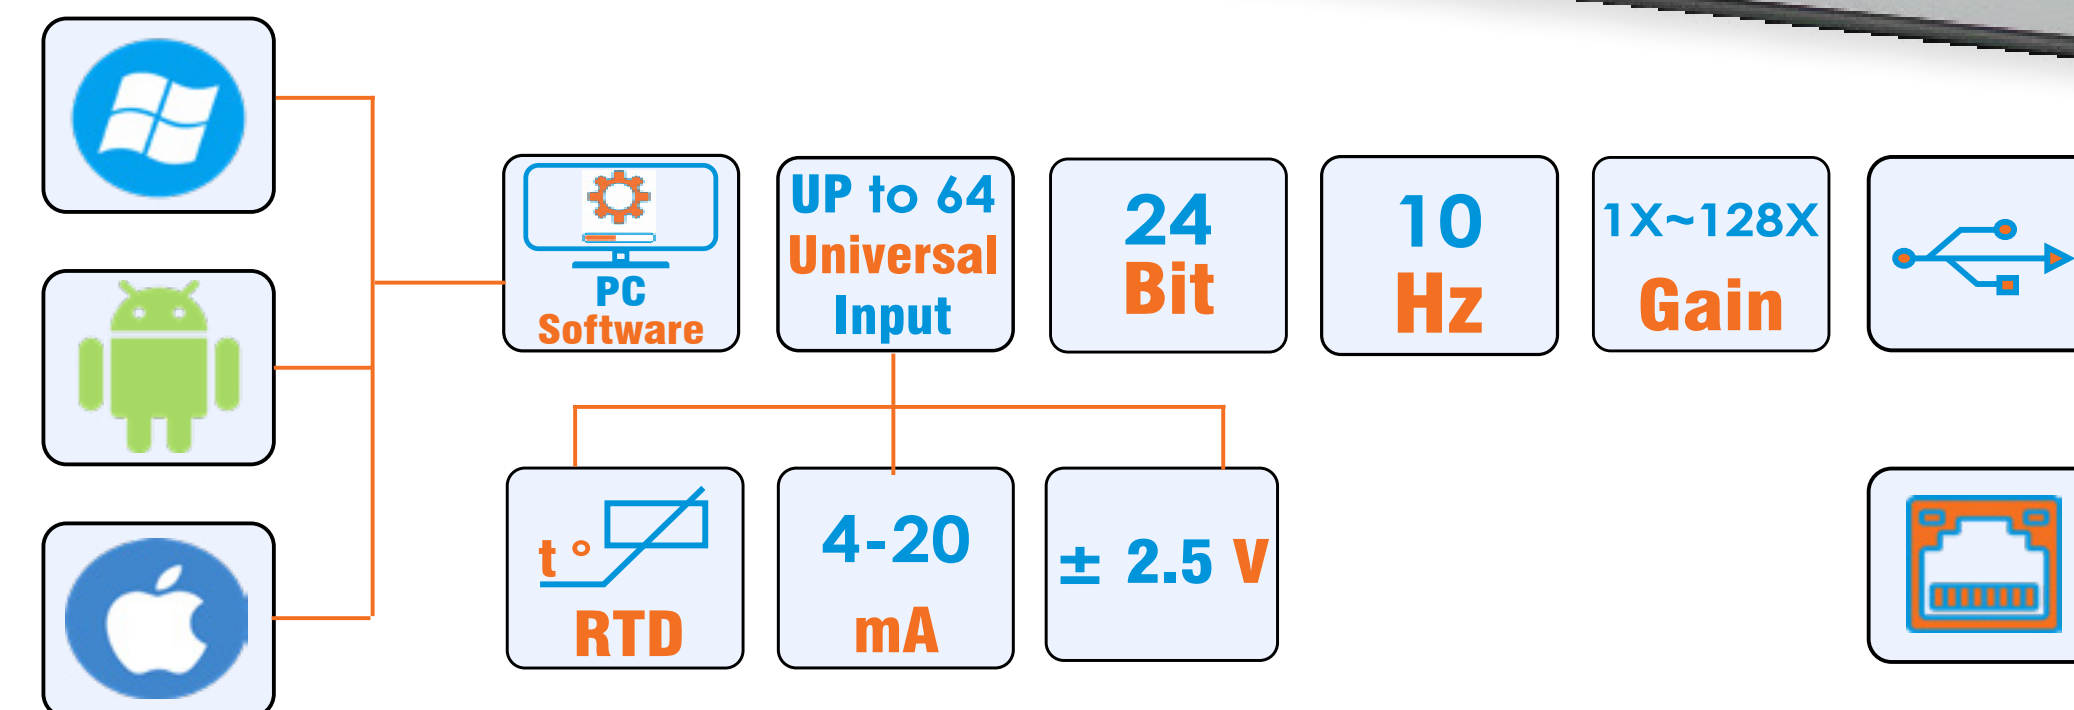 PC
Software
UP to 64
Universal
Input
24
Bit
10
Hz
1X~128X
Gain
t °
RTD
4-20
mA
± 2.5 V